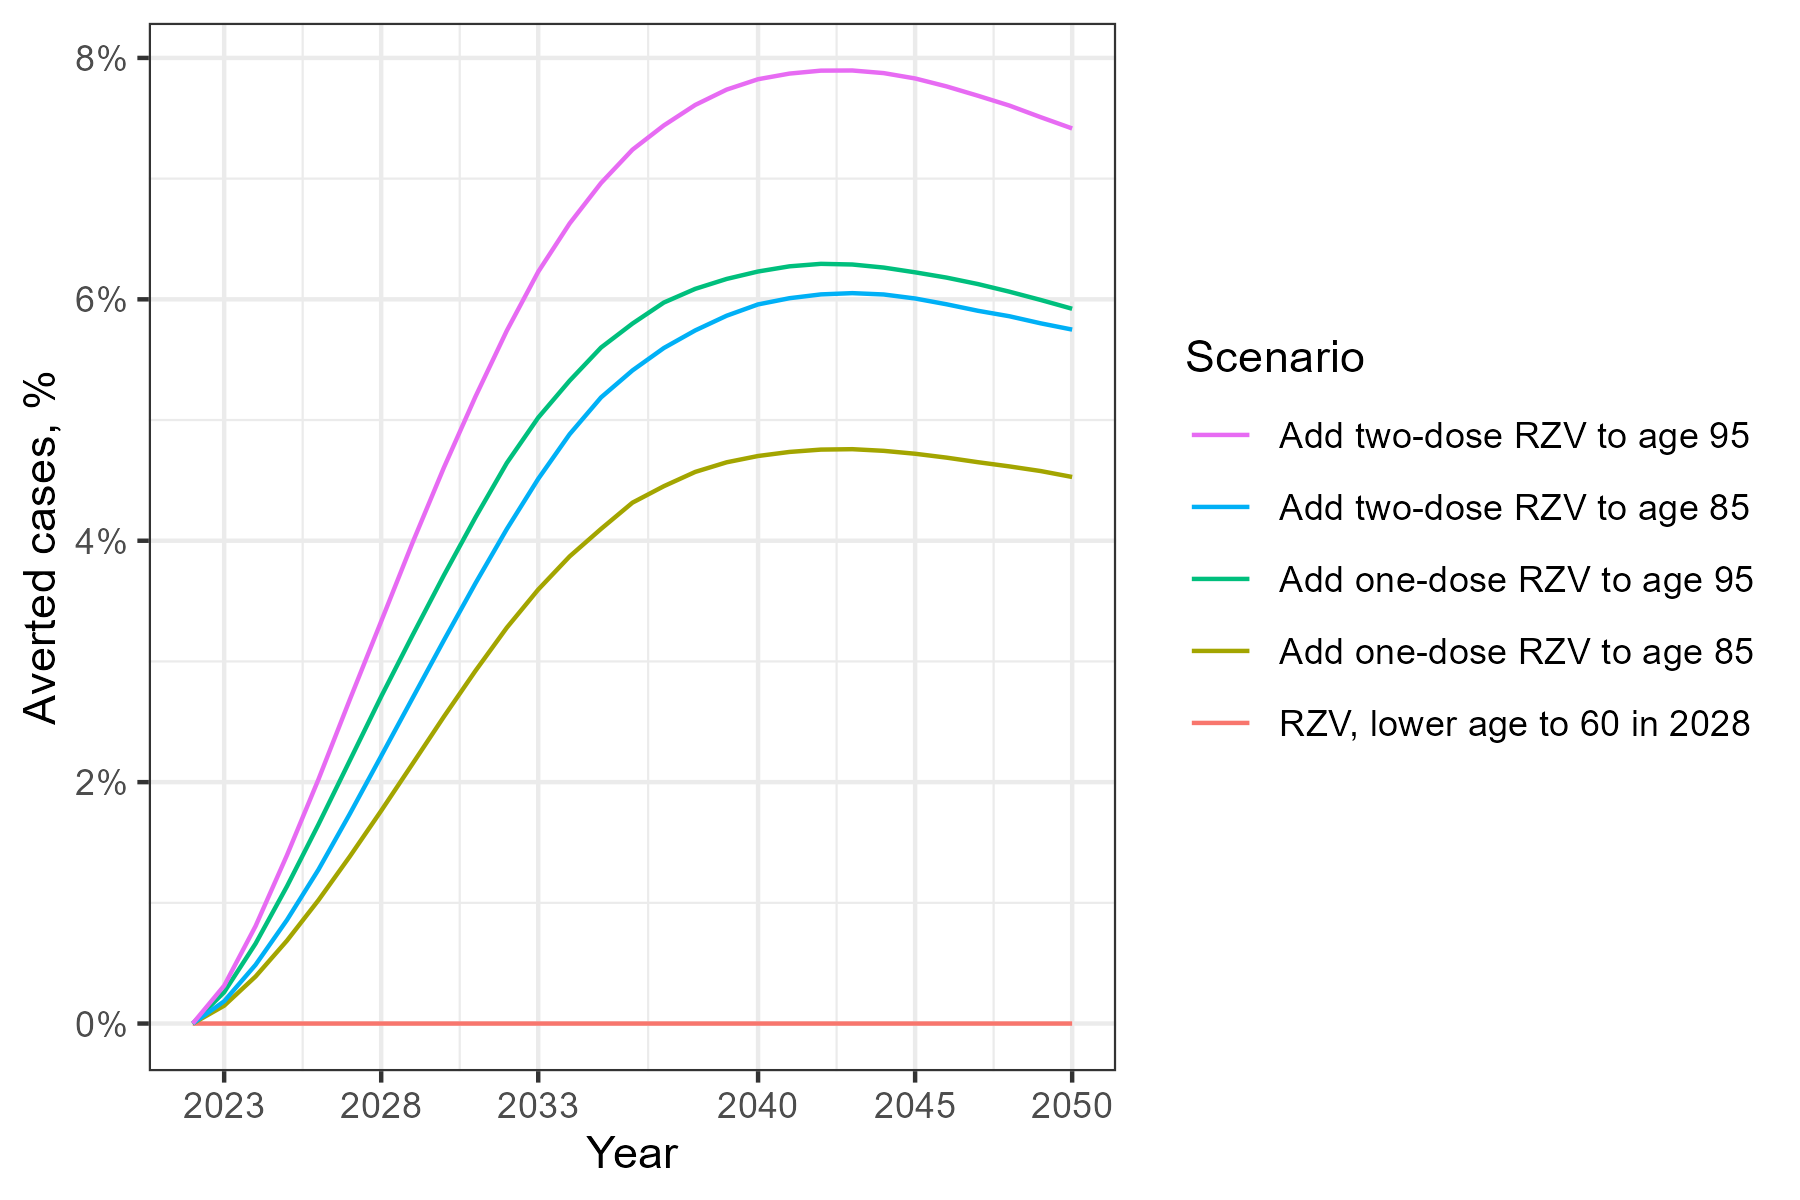 8%
6%
4%
2%
0%
Averted cases, %
2023 2028 2033 2040 2045 2050
Year
Scenario
Add two-dose RZV to age 95
Add two-dose RZV to age 85
Add one-dose RZV to age 95
Add one-dose RZV to age 85
RZV, lower age to 60 in 2028